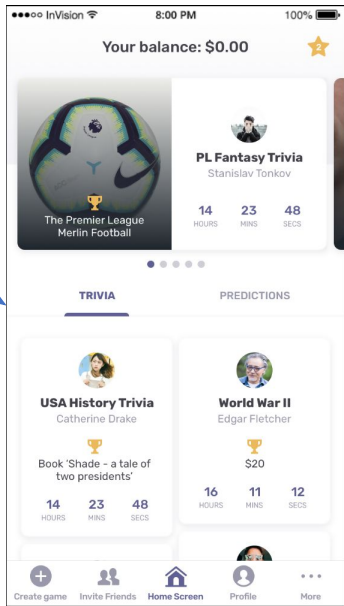 InVision 8:00 PM 100%
Your balance: $0.00
2
The Premier League
Merlin Football
PL Fantasy Trivia
Stanislav Tonkov
14 23 48
HOURS MINS SECS
TRIVIA PREDICTIONS
USA History Trivia
Catherine Drake
Book ‘Shade - a tale of
two presidents’
14 23 48
HOURS MINS SECS
World War II
Edgar Fletcher
$20
16 11 12
HOURS MINS SECS
Create game Invite Friends Home Screen Profile More